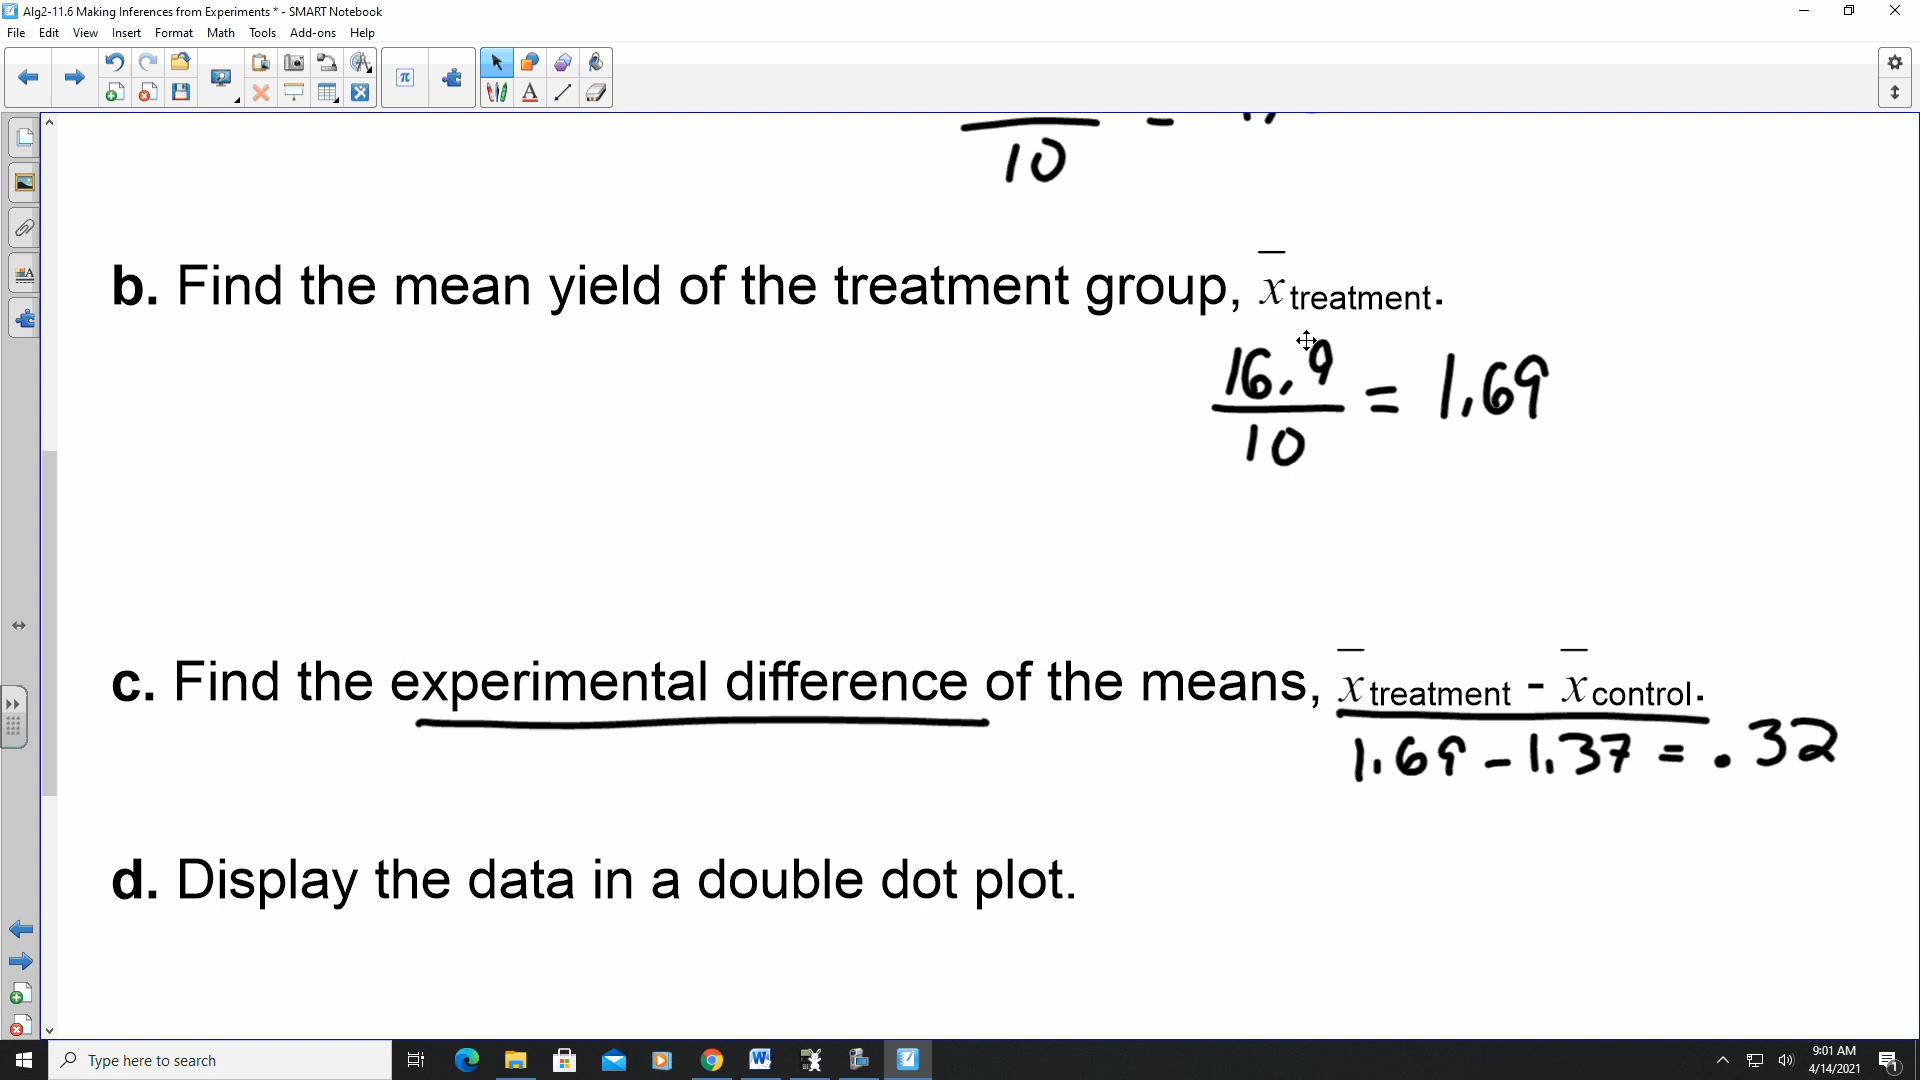 Alg2-11.6 Making Inferences from Experiments * - SMART Notebook
File Edit View Insert Format Math Tools Add-ons Help
10
b. Find the mean yield of the treatment group, x̅ treatment.
16.9
10
= 1.69
c. Find the experimental difference of the means, x̅ treatment - x̅ control.
1.69 - 1.37 = .32
d. Display the data in a double dot plot.
Type here to search
9:01 AM
4/14/2021